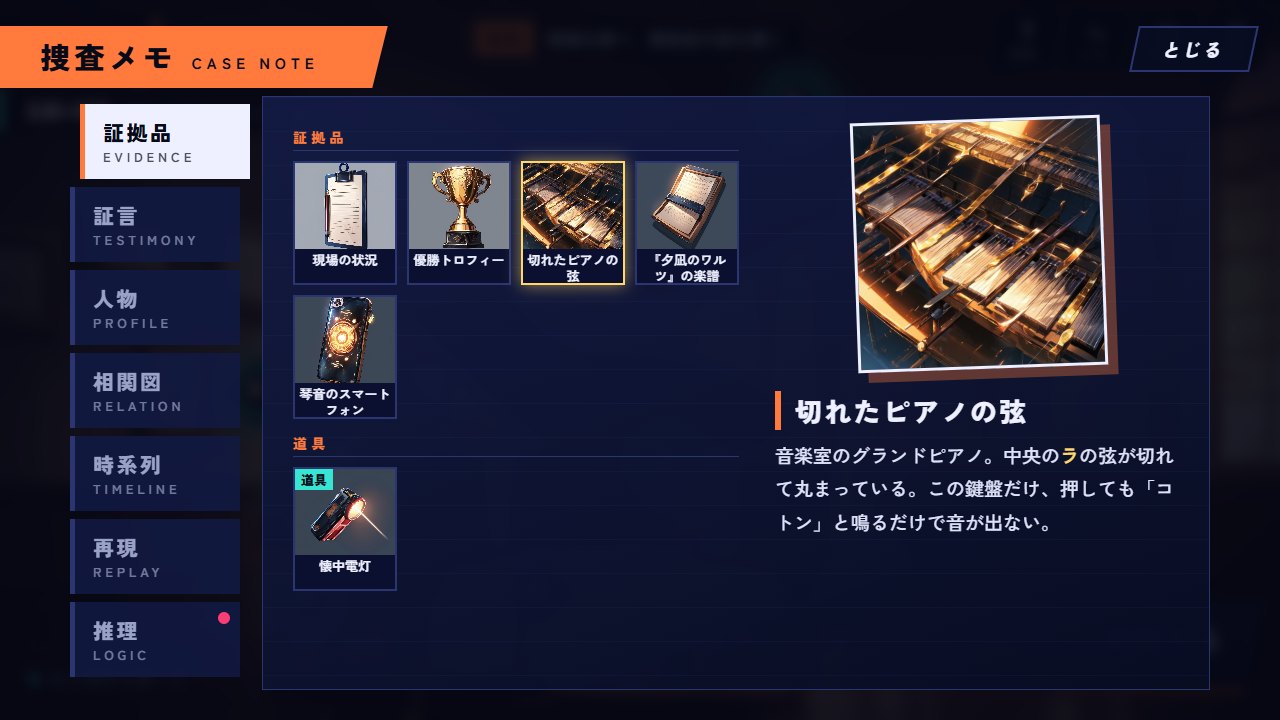 捜査メモ CASE NOTE
とじる
証拠品
EVIDENCE
証言
TESTIMONY
人物
PROFILE
相関図
RELATION
時系列
TIMELINE
再現
REPLAY
推理
LOGIC
証拠品
現場の状況
優勝トロフィー
切れたピアノの
弦
『夕凪のワル
ツ』の楽譜
琴音のスマート
フォン
道具
道具
懐中電灯
切れたピアノの弦
音楽室のグランドピアノ。中央のラの弦が切れ
て丸まっている。この鍵盤だけ、押しても「コ
トン」と鳴るだけで音が出ない。